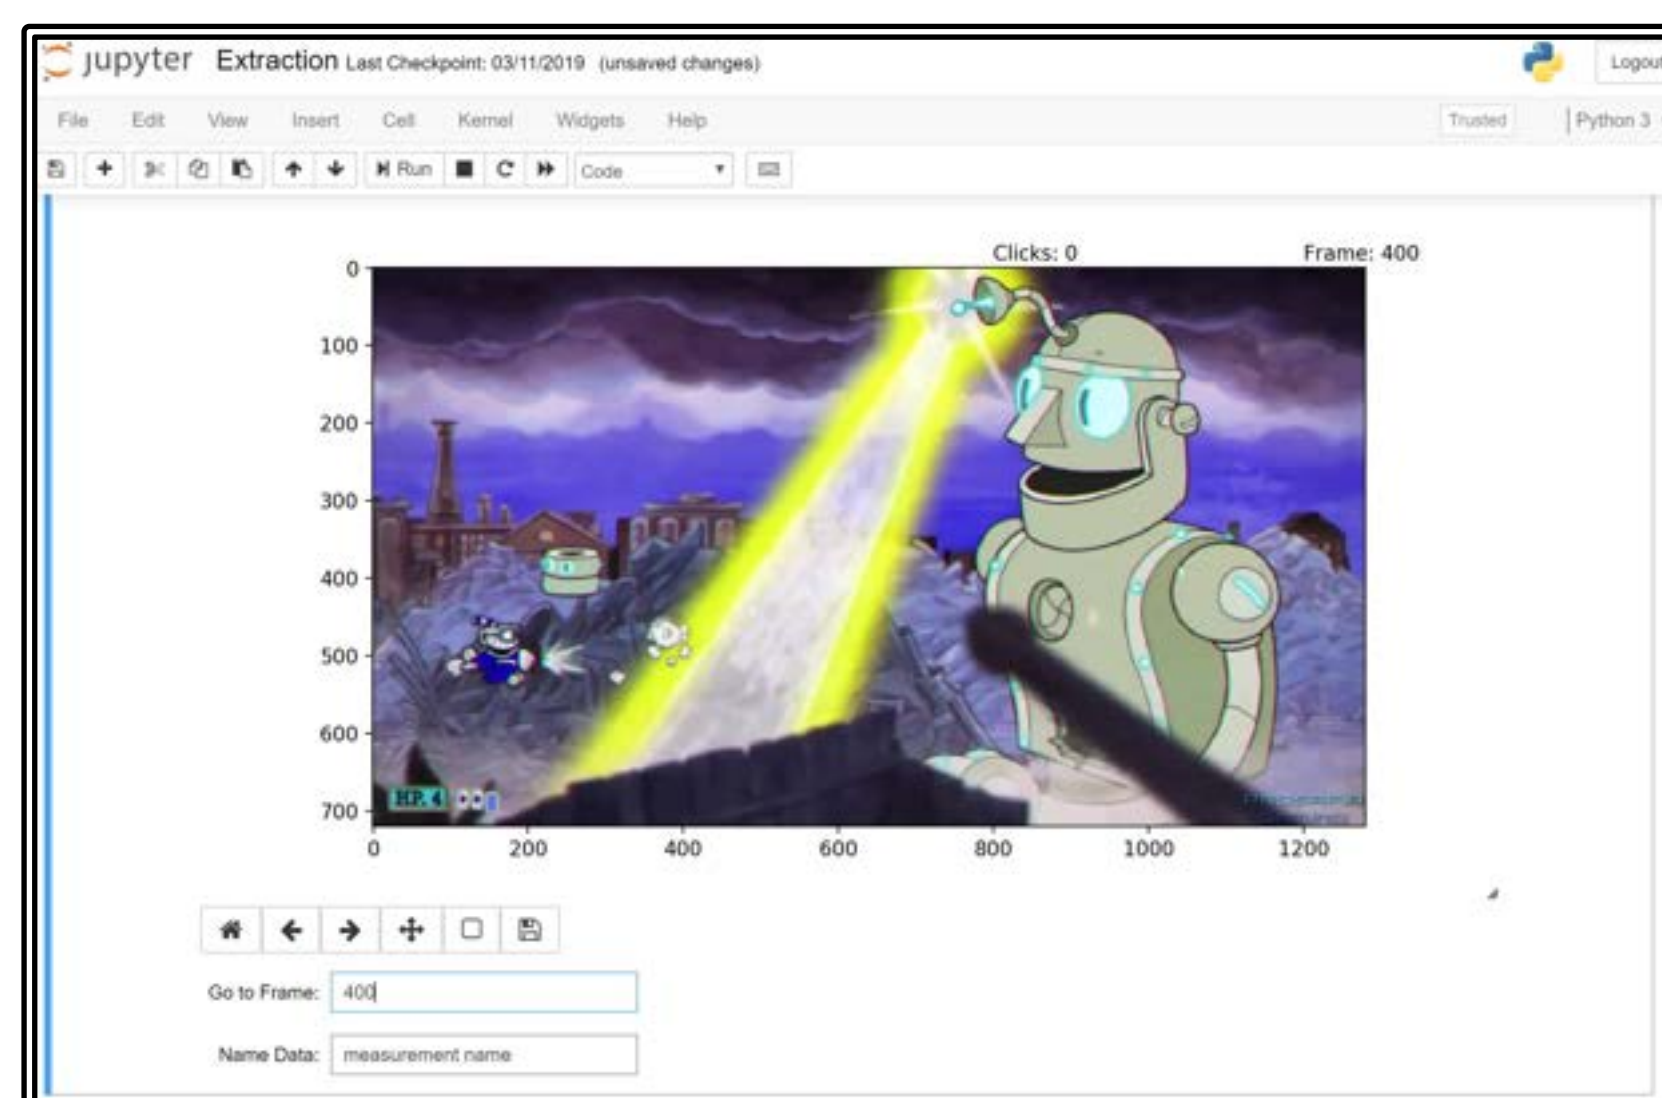 jupyter Extraction Last Checkpoint: 03/11/2019 (unsaved changes) Logout
File Edit View Insert Cell Kernel Widgets Help Trusted Python 3
Run Code
Clicks: 0 Frame: 400
0
100
200
300
400
500
600
700
HP. 4
0 200 400 600 800 1000 1200
Go to Frame: 400
Name Data: measurement name